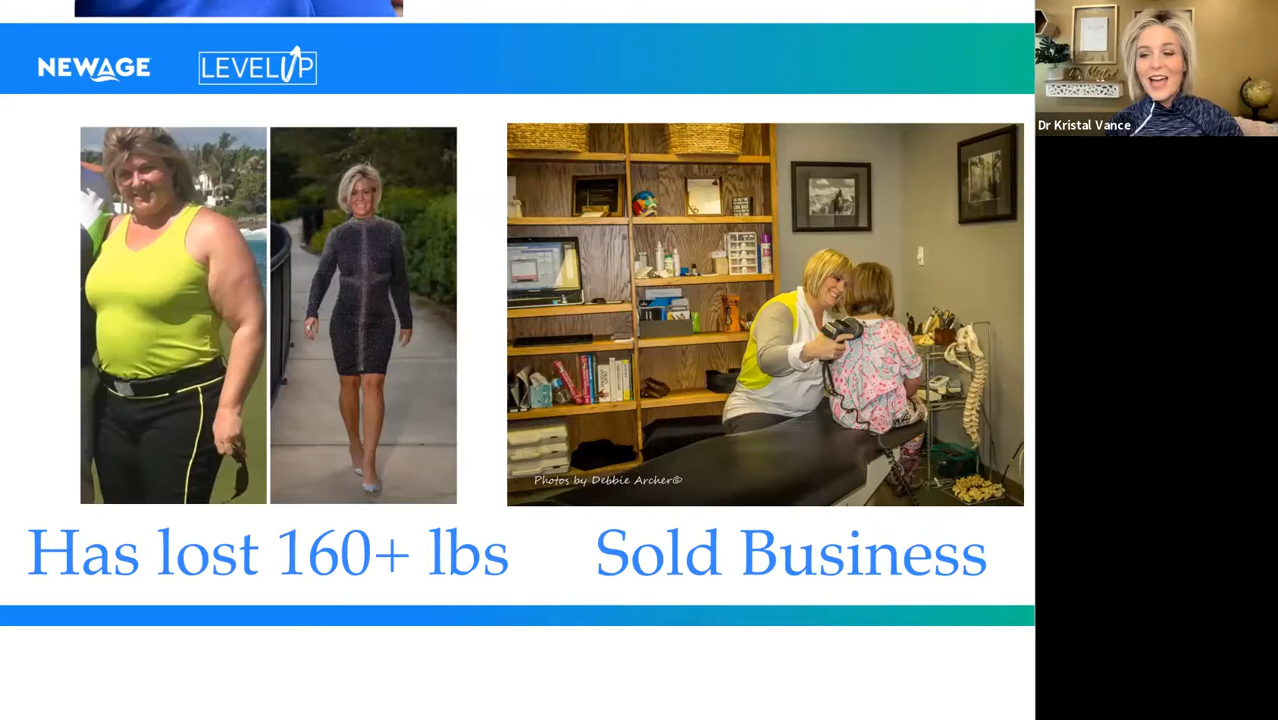 NEWAGE
LEVELUP
Dr Kristal Vance
Photos by Debbie Archer©
Has lost 160+ lbs
Sold Business